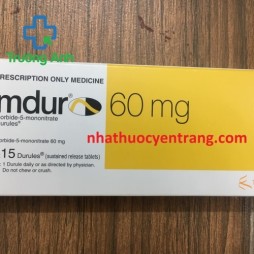 Truong Anh
PRESCRIPTION ONLY MEDICINE
mdur 60 mg
orbide-5-mononitrate
Durules®
nhathuocyentrang.com
orbide-5-mononitrate 60 mg
15 Durules® (sustained release tablets)
1 Durule daily or as directed by physician.
Do not chew or crush.